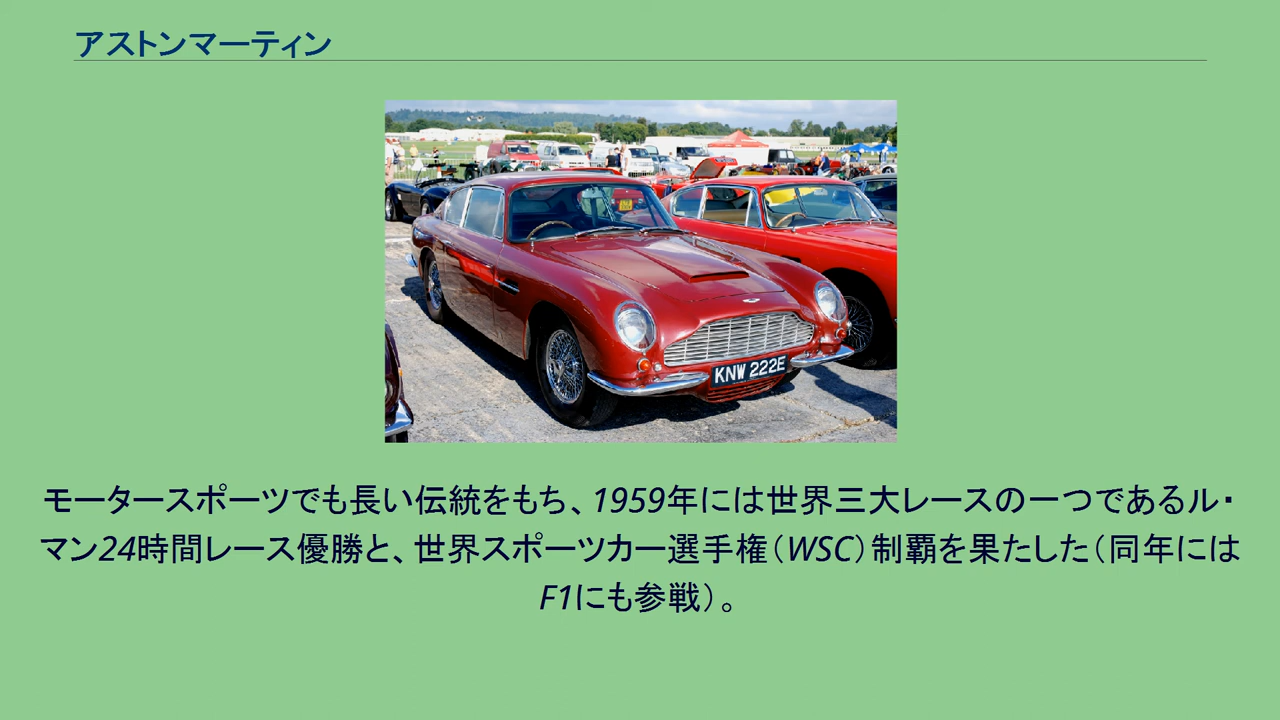 アストンマーティン
KNW 222E
モータースポーツでも長い伝統をもち、1959年には世界三大レースの一つであるル・
マン24時間レース優勝と、世界スポーツカー選手権（WSC）制覇を果たした（同年には
F1にも参戦）。